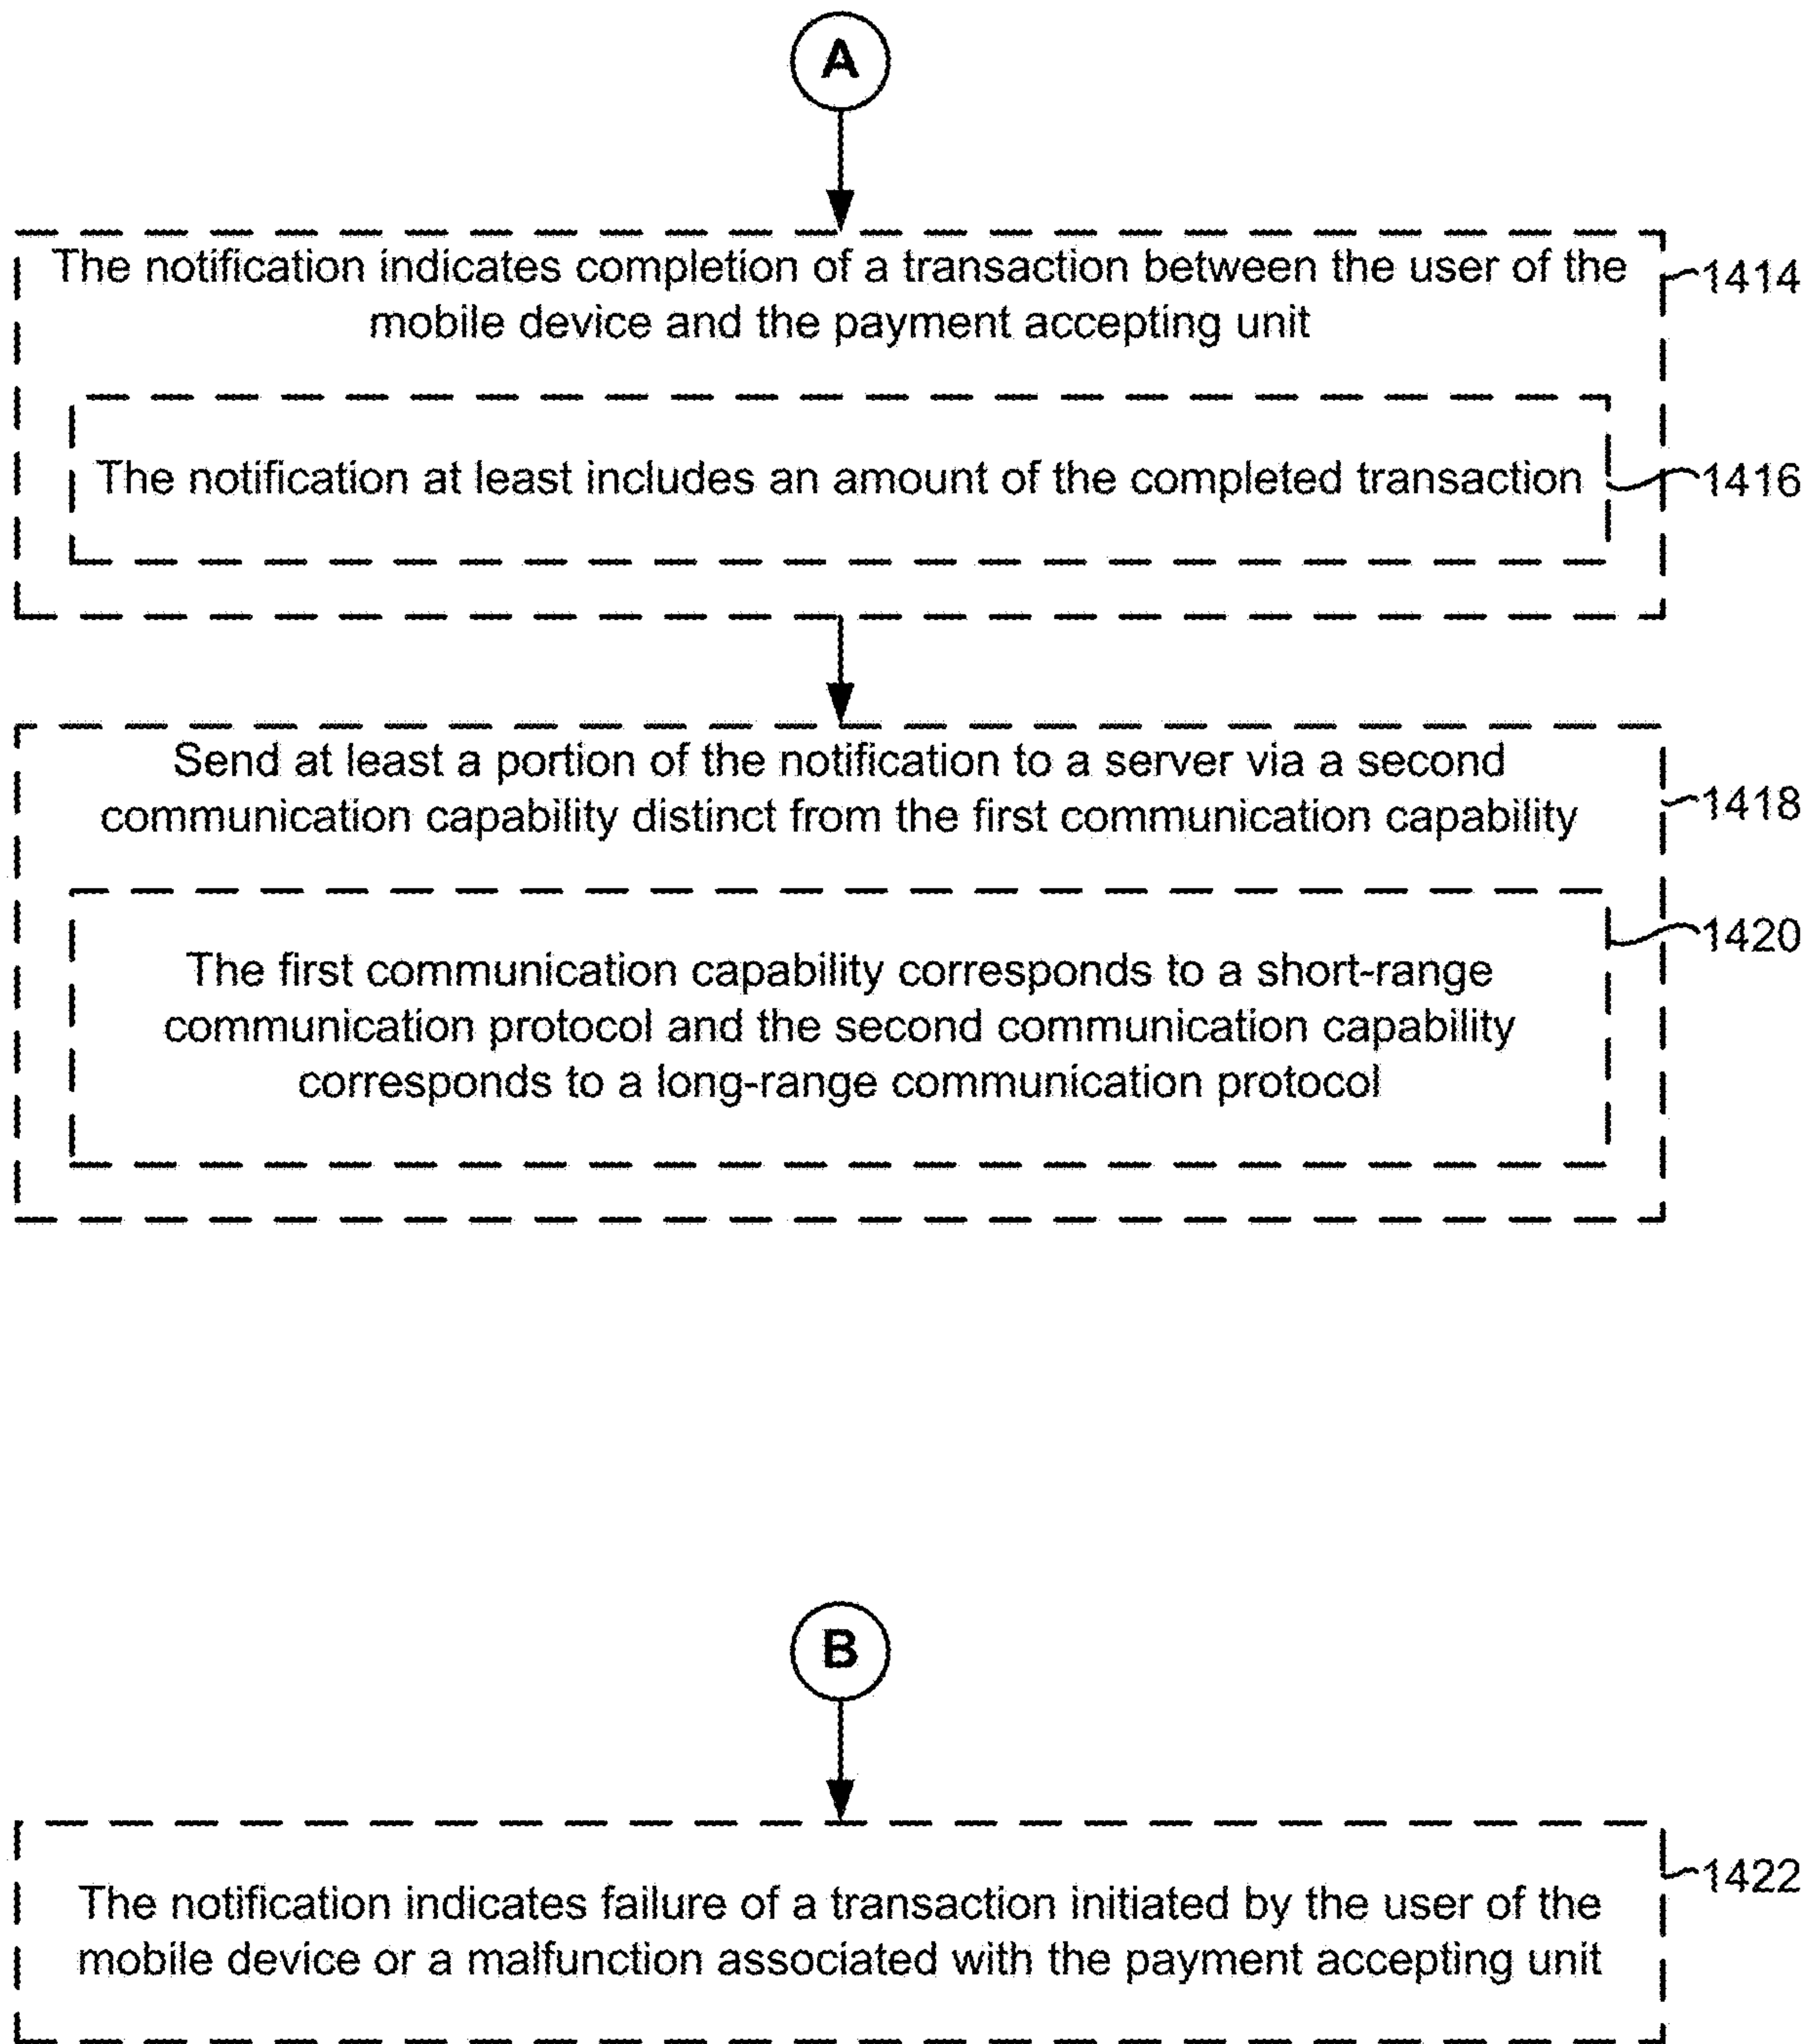 A
The notification indicates completion of a transaction between the user of the
mobile device and the payment accepting unit
1414
The notification at least includes an amount of the completed transaction
1416
Send at least a portion of the notification to a server via a second
communication capability distinct from the first communication capability
1418
1420
The first communication capability corresponds to a short-range
communication protocol and the second communication capability
corresponds to a long-range communication protocol
B
1422
The notification indicates failure of a transaction initiated by the user of the
mobile device or a malfunction associated with the payment accepting unit